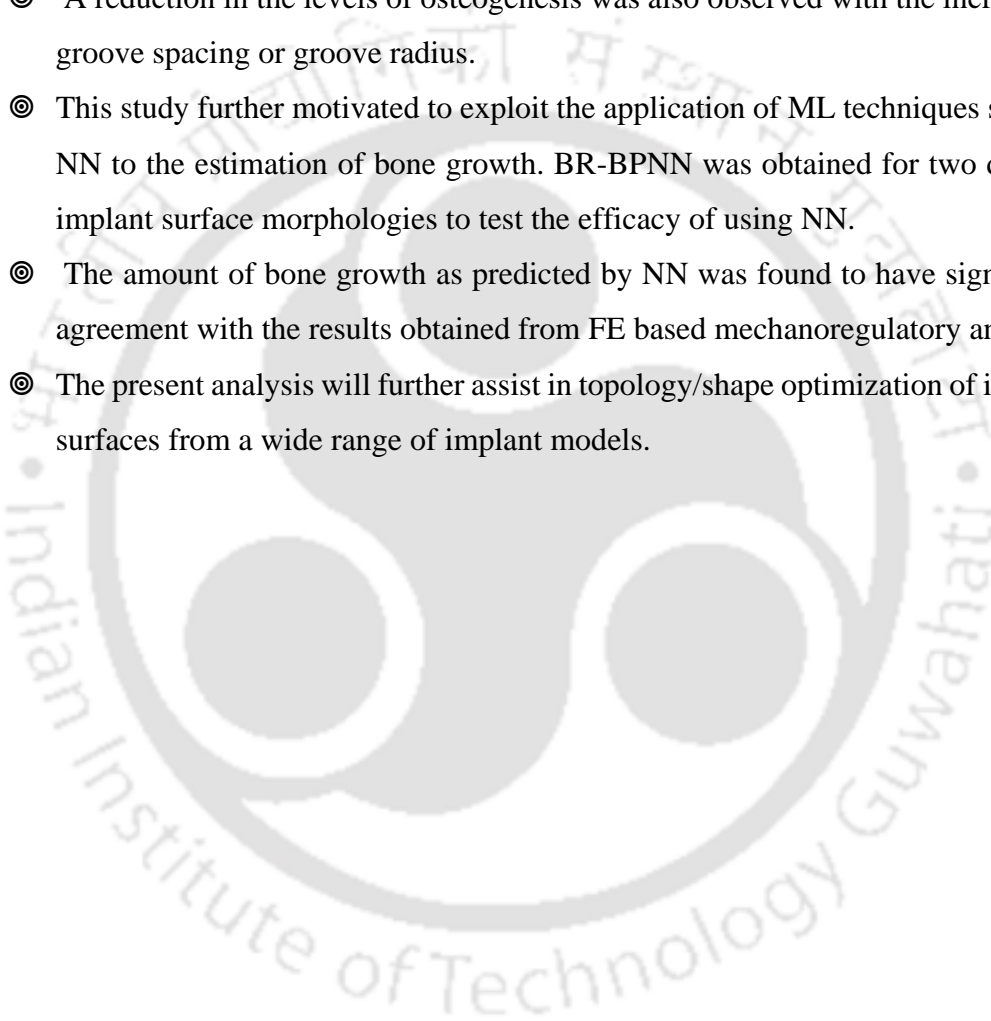 ◎ A reduction in the levels of osteogenesis was also observed with the
groove spacing or groove radius.
◎ This study further motivated to exploit the application of ML techniques
NN to the estimation of bone growth. BR-BPNN was obtained for two
implant surface morphologies to test the efficacy of using NN.
◎ The amount of bone growth as predicted by NN was found to have
agreement with the results obtained from FE based mechanoregulatory
◎ The present analysis will further assist in topology/shape optimization of
surfaces from a wide range of implant models.
Indian Institute of Technology Guwahati